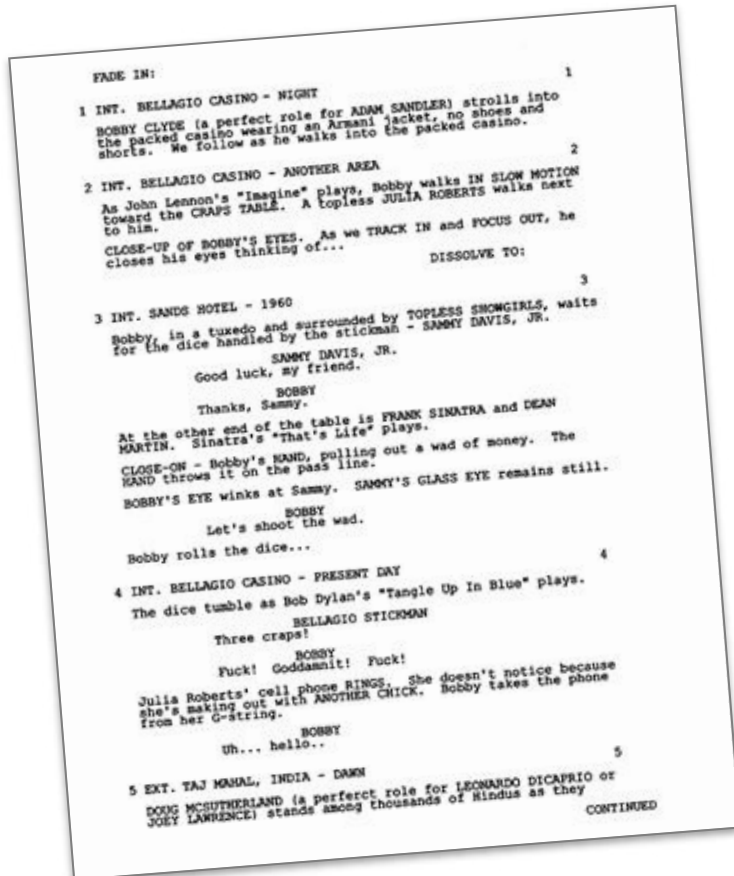 FADE IN:
1
1 INT. BELLAGIO CASINO - NIGHT
BOBBY CLYDE (a perfect role for ADAM SANDLER) strolls into
the packed casino wearing an Armani jacket, no shoes and
shorts. We follow as he walks into the packed casino.
2
2 INT. BELLAGIO CASINO - ANOTHER AREA
As John Lennon's "Imagine" plays, Bobby walks IN SLOW MOTION
toward the CRAPS TABLE. A topless JULIA ROBERTS walks next
to him.
CLOSE-UP OF BOBBY'S EYES. As we TRACK IN and FOCUS OUT, he
closes his eyes thinking of...
DISSOLVE TO:
3
3 INT. SANDS HOTEL - 1960
Bobby, in a tuxedo and surrounded by TOPLESS SHOWGIRLS, waits
for the dice handled by the stickman - SAMMY DAVIS, JR.
SAMMY DAVIS, JR.
Good luck, my friend.
BOBBY
Thanks, Sammy.
At the other end of the table is FRANK SINATRA and DEAN
MARTIN. Sinatra's "That's Life" plays.
CLOSE-ON - Bobby's HAND, pulling out a wad of money. The
HAND throws it on the pass line.
BOBBY'S EYE winks at Sammy. SAMMY'S GLASS EYE remains still.
BOBBY
Let's shoot the wad.
Bobby rolls the dice...
4
4 INT. BELLAGIO CASINO - PRESENT DAY
The dice tumble as Bob Dylan's "Tangle Up In Blue" plays.
BELLAGIO STICKMAN
Three craps!
BOBBY
Fuck! Goddamnit! Fuck!
Julia Roberts' cell phone RINGS. She doesn't notice because
she's making out with ANOTHER CHICK. Bobby takes the phone
from her G-string.
BOBBY
Uh... hello..
5
5 EXT. TAJ MAHAL, INDIA - DAWN
DOUG MCSUTHERLAND (a perferct role for LEONARDO DICAPRIO or
JOEY LAWRENCE) stands among thousands of Hindus as they
CONTINUED